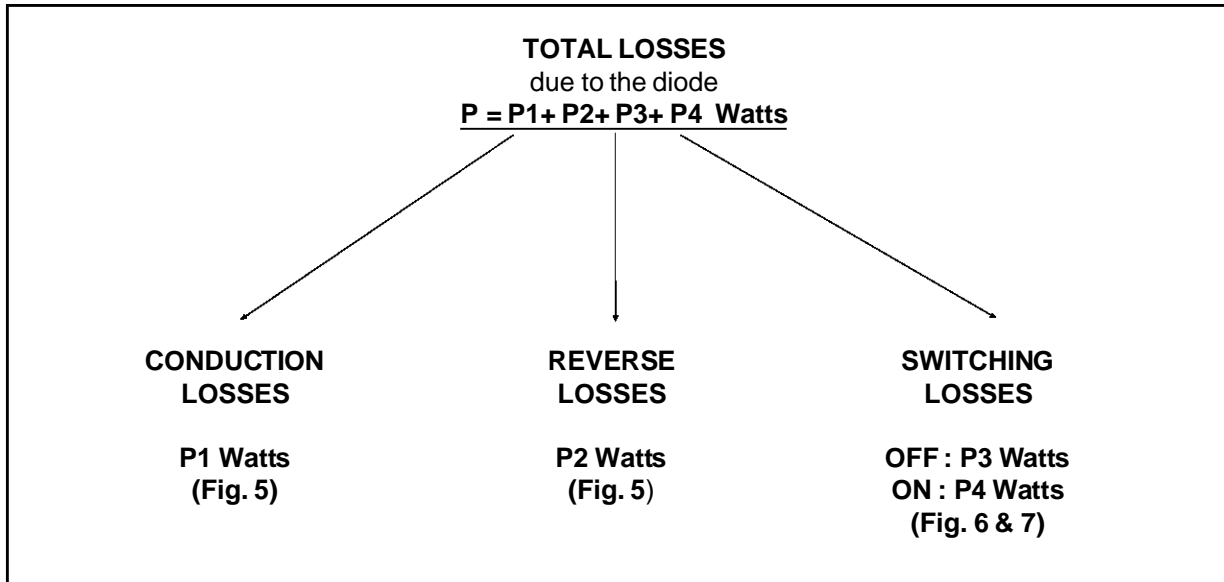 TOTAL LOSSES
due to the diode
P = P1+ P2+ P3+ P4 Watts
CONDUCTION
LOSSES
P1 Watts
(Fig. 5)
REVERSE
LOSSES
P2 Watts
(Fig. 5)
SWITCHING
LOSSES
OFF : P3 Watts
ON : P4 Watts
(Fig. 6 & 7)